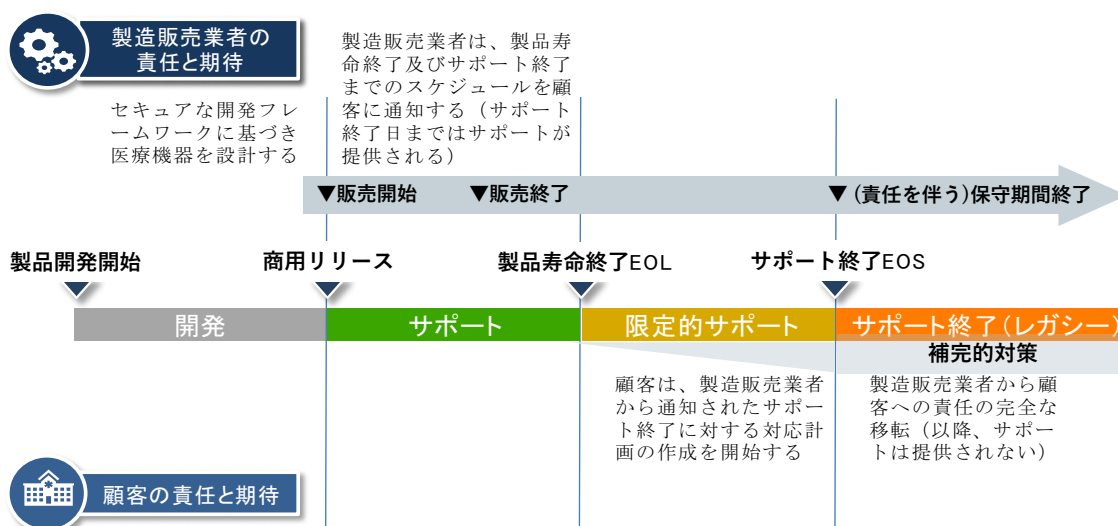 製造販売業者の
責任と期待
セキュアな開発フレ
ームワークに基づき
医療機器を設計する
製造販売業者は、製品寿
命終了及びサポート終了
までのスケジュールを顧
客に通知する（サポート
終了日まではサポートが
提供される）
▼販売開始
▼販売終了
▼ (責任を伴う)保守期間終了
製品開発開始
商用リリース
製品寿命終了EOL
サポート終了EOS
開発
サポート
限定的サポート
サポート終了(レガシー)
補完的対策
顧客は、製造販売業者
から通知されたサポー
ト終了に対する対応計
画の作成を開始する
製造販売業者から顧
客への責任の完全な
移転（以降、サポー
トは提供されない）
顧客の責任と期待